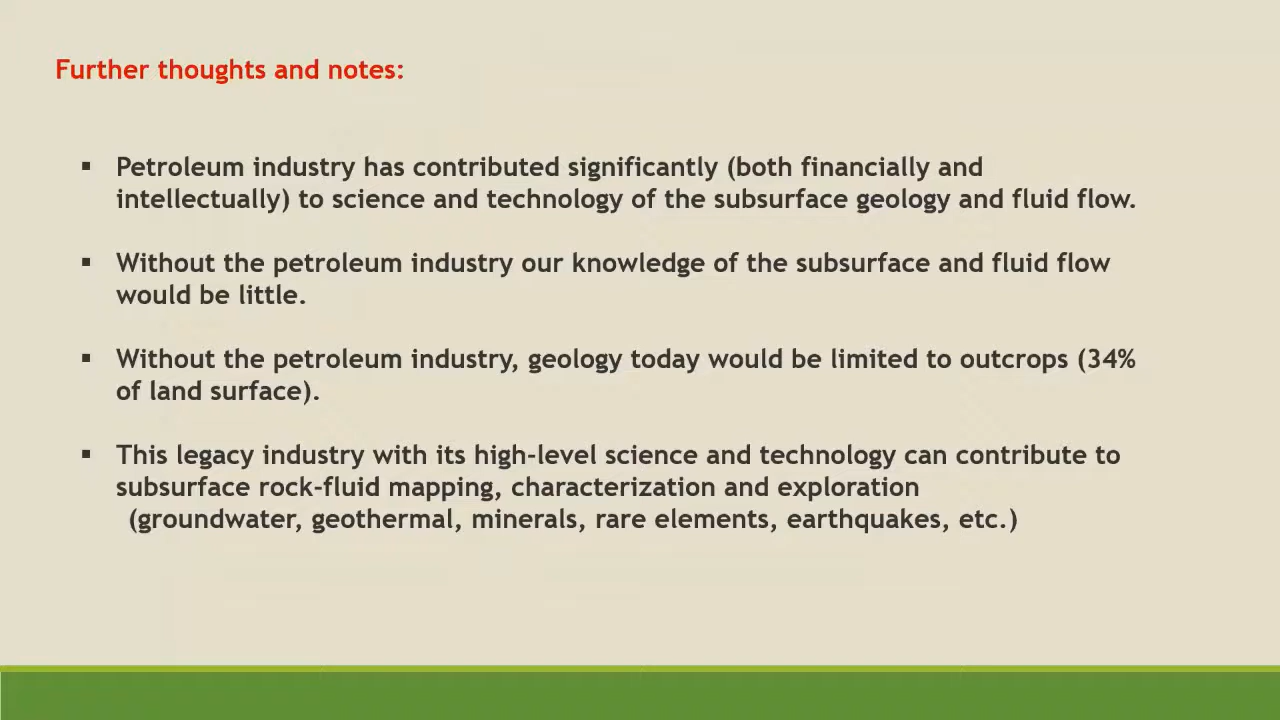 Further thoughts and notes:
▪ Petroleum industry has contributed significantly (both financially and
intellectually) to science and technology of the subsurface geology and fluid flow.
▪ Without the petroleum industry our knowledge of the subsurface and fluid flow
would be little.
▪ Without the petroleum industry, geology today would be limited to outcrops (34%
of land surface).
▪ This legacy industry with its high-level science and technology can contribute to
subsurface rock-fluid mapping, characterization and exploration
(groundwater, geothermal, minerals, rare elements, earthquakes, etc.)